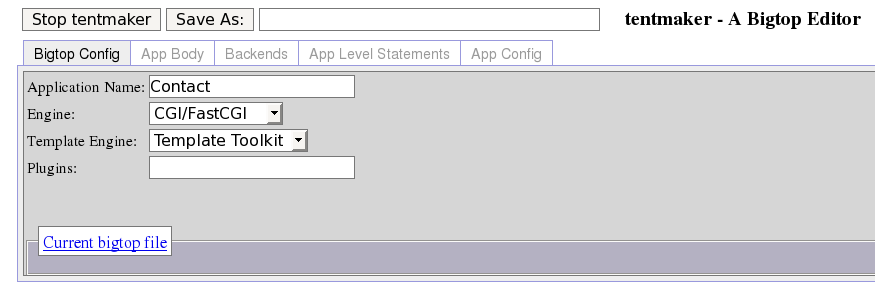 Stop tentmaker Save As: tentmaker - A Bigtop Editor
Bigtop Config App Body Backends App Level Statements App Config
Application Name: Contact
Engine: CGI/FastCGI
Template Engine: Template Toolkit
Plugins:
Current bigtop file